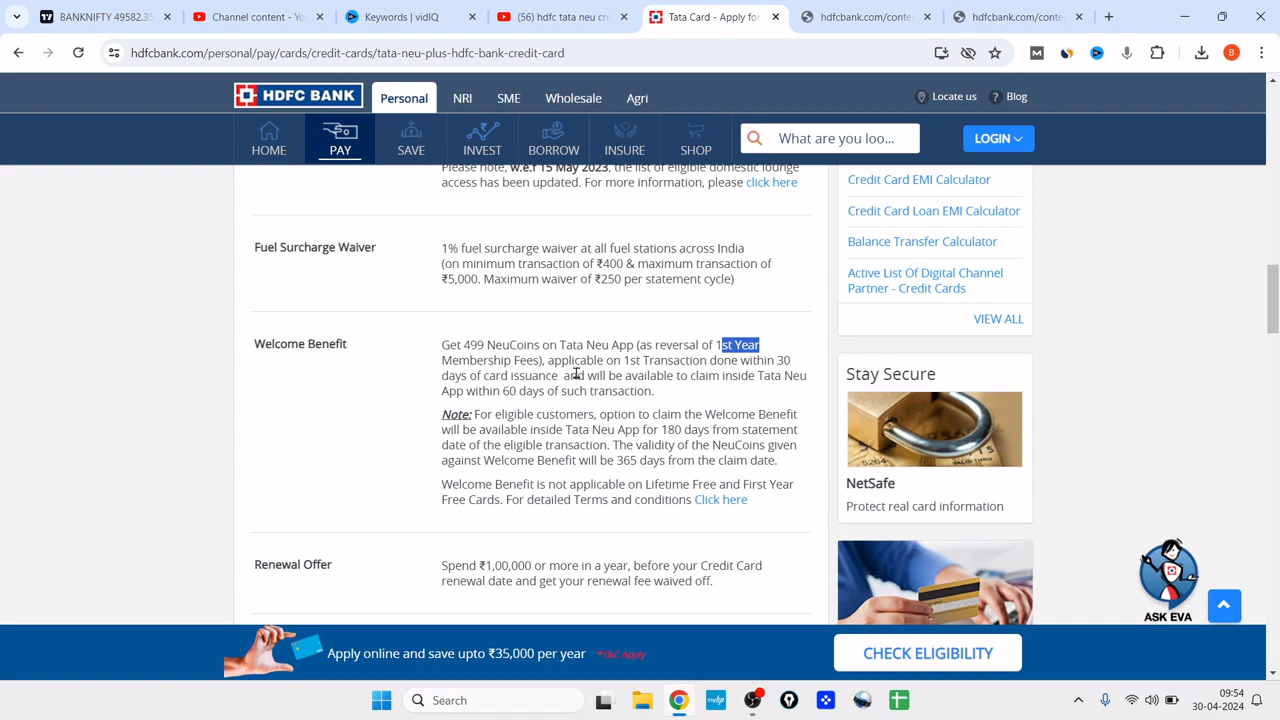 BANKNIFTY 49582.35
Channel content - Yo
Keywords | vidIQ
(56) hdfc tata neu cr
Tata Card - Apply for
https://hdfcbank.com/conte
https://hdfcbank.com/conte
hdfcbank.com/personal/pay/cards/credit-cards/tata-neu-plus-hdfc-bank-credit-card
M
B
HDFC BANK
Personal
NRI
SME
Wholesale
Agri
Locate us
Blog
HOME
PAY
SAVE
INVEST
BORROW
INSURE
SHOP
What are you loo...
LOGIN
Please note, w.e.f 15 May 2023, the list of eligible domestic lounge
access has been updated. For more information, please click here
Fuel Surcharge Waiver
1% fuel surcharge waiver at all fuel stations across India
(on minimum transaction of ₹400 & maximum transaction of
₹5,000. Maximum waiver of ₹250 per statement cycle)
Welcome Benefit
Get 499 NeuCoins on Tata Neu App (as reversal of 1st Year
Membership Fees), applicable on 1st Transaction done within 30
days of card issuance and will be available to claim inside Tata Neu
App within 60 days of such transaction.
Note: For eligible customers, option to claim the Welcome Benefit
will be available inside Tata Neu App for 180 days from statement
date of the eligible transaction. The validity of the NeuCoins given
against Welcome Benefit will be 365 days from the claim date.
Welcome Benefit is not applicable on Lifetime Free and First Year
Free Cards. For detailed Terms and conditions Click here
Renewal Offer
Spend ₹1,00,000 or more in a year, before your Credit Card
renewal date and get your renewal fee waived off.
Credit Card EMI Calculator
Credit Card Loan EMI Calculator
Balance Transfer Calculator
Active List Of Digital Channel
Partner - Credit Cards
VIEW ALL
Stay Secure
NetSafe
Protect real card information
ASK EVA
Apply online and save upto ₹35,000 per year
*T&C Apply
CHECK ELIGIBILITY
Search
09:54
30-04-2024